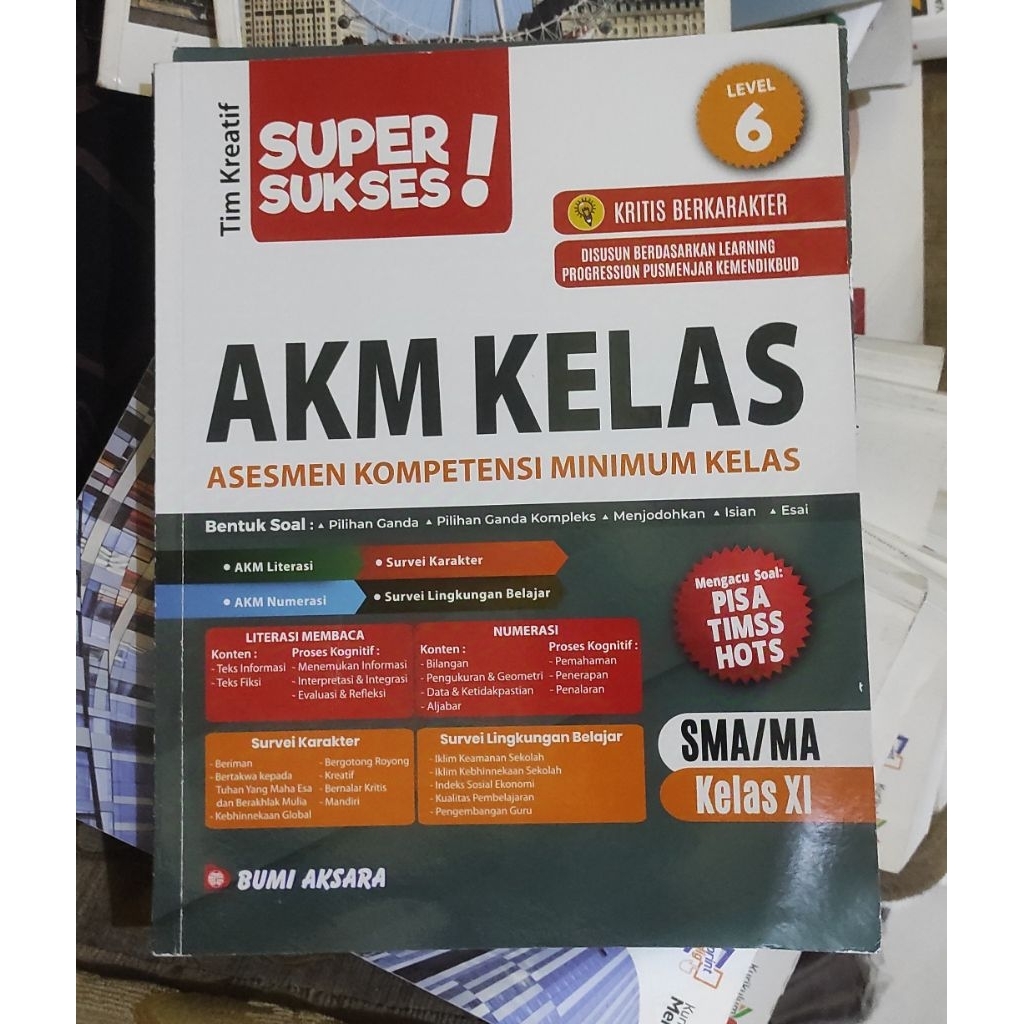 Tim Kreatif
SUPER
SUKSES!
LEVEL
6
KRITIS BERKARAKTER
DISUSUN BERDASARKAN LEARNING
PROGRESSION PUSMENJAR KEMENDIKBUD
AKM KELAS
ASESMEN KOMPETENSI MINIMUM KELAS
Bentuk Soal : ▲ Pilihan Ganda ▲ Pilihan Ganda Kompleks ▲ Menjodohkan ▲ Isian ▲ Esai
• AKM Literasi
• Survei Karakter
• AKM Numerasi
• Survei Lingkungan Belajar
Mengacu Soal:
PISA
TIMSS
HOTS
LITERASI MEMBACA
Konten :
- Teks Informasi
- Teks Fiksi
Proses Kognitif :
- Menemukan Informasi
- Interpretasi & Integrasi
- Evaluasi & Refleksi
NUMERASI
Konten :
- Bilangan
- Pengukuran & Geometri
- Data & Ketidakpastian
- Aljabar
Proses Kognitif :
- Pemahaman
- Penerapan
- Penalaran
Survei Karakter
- Beriman
- Bertakwa kepada
Tuhan Yang Maha Esa
dan Berakhlak Mulia
- Kebhinnekaan Global
- Bergotong Royong
- Kreatif
- Bernalar Kritis
- Mandiri
Survei Lingkungan Belajar
- Iklim Keamanan Sekolah
- iklim Kebhinnekaan Sekolah
- Indeks Sosial Ekonomi
- Kualitas Pembelajaran
- Pengembangan Guru
SMA/MA
Kelas XI
BUMI AKSARA
Kurikulum